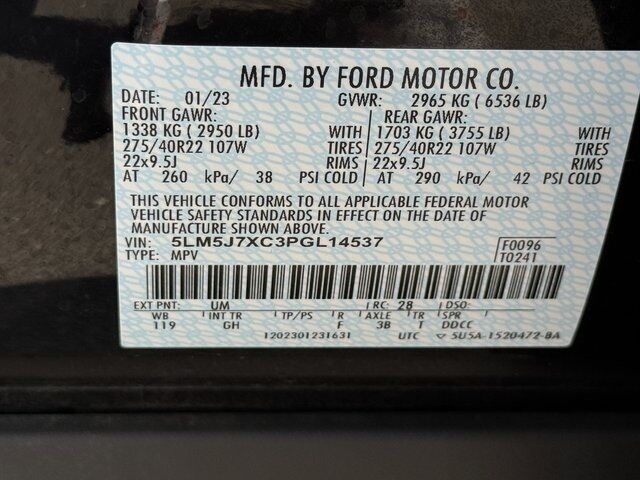 MFD. BY FORD MOTOR CO.
DATE: 01/23 GVWR: 2965 KG ( 6536 LB)
FRONT GAWR: REAR GAWR:
1338 KG ( 2950 LB) WITH 1703 KG ( 3755 LB) WITH
275/40R22 107W TIRES 275/40R22 107W TIRES
22x9.5J RIMS 22x9.5J RIMS
AT 260 kPa/ 38 PSI COLD AT 290 kPa/ 42 PSI COLD
THIS VEHICLE CONFORMS TO ALL APPLICABLE FEDERAL MOTOR
VEHICLE SAFETY STANDARDS IN EFFECT ON THE DATE OF
MANUFACTURE SHOWN ABOVE.
VIN: 5LM5J7XC3PGL14537 F0096
TYPE: MPV T0241
EXT PNT: UM RC: 28 DSO:
WB INT TR TP/PS R AXLE TR SPR
119 GH F 3B T DDCC
1202301231631 UTC ▽ 5U5A-1520472-BA